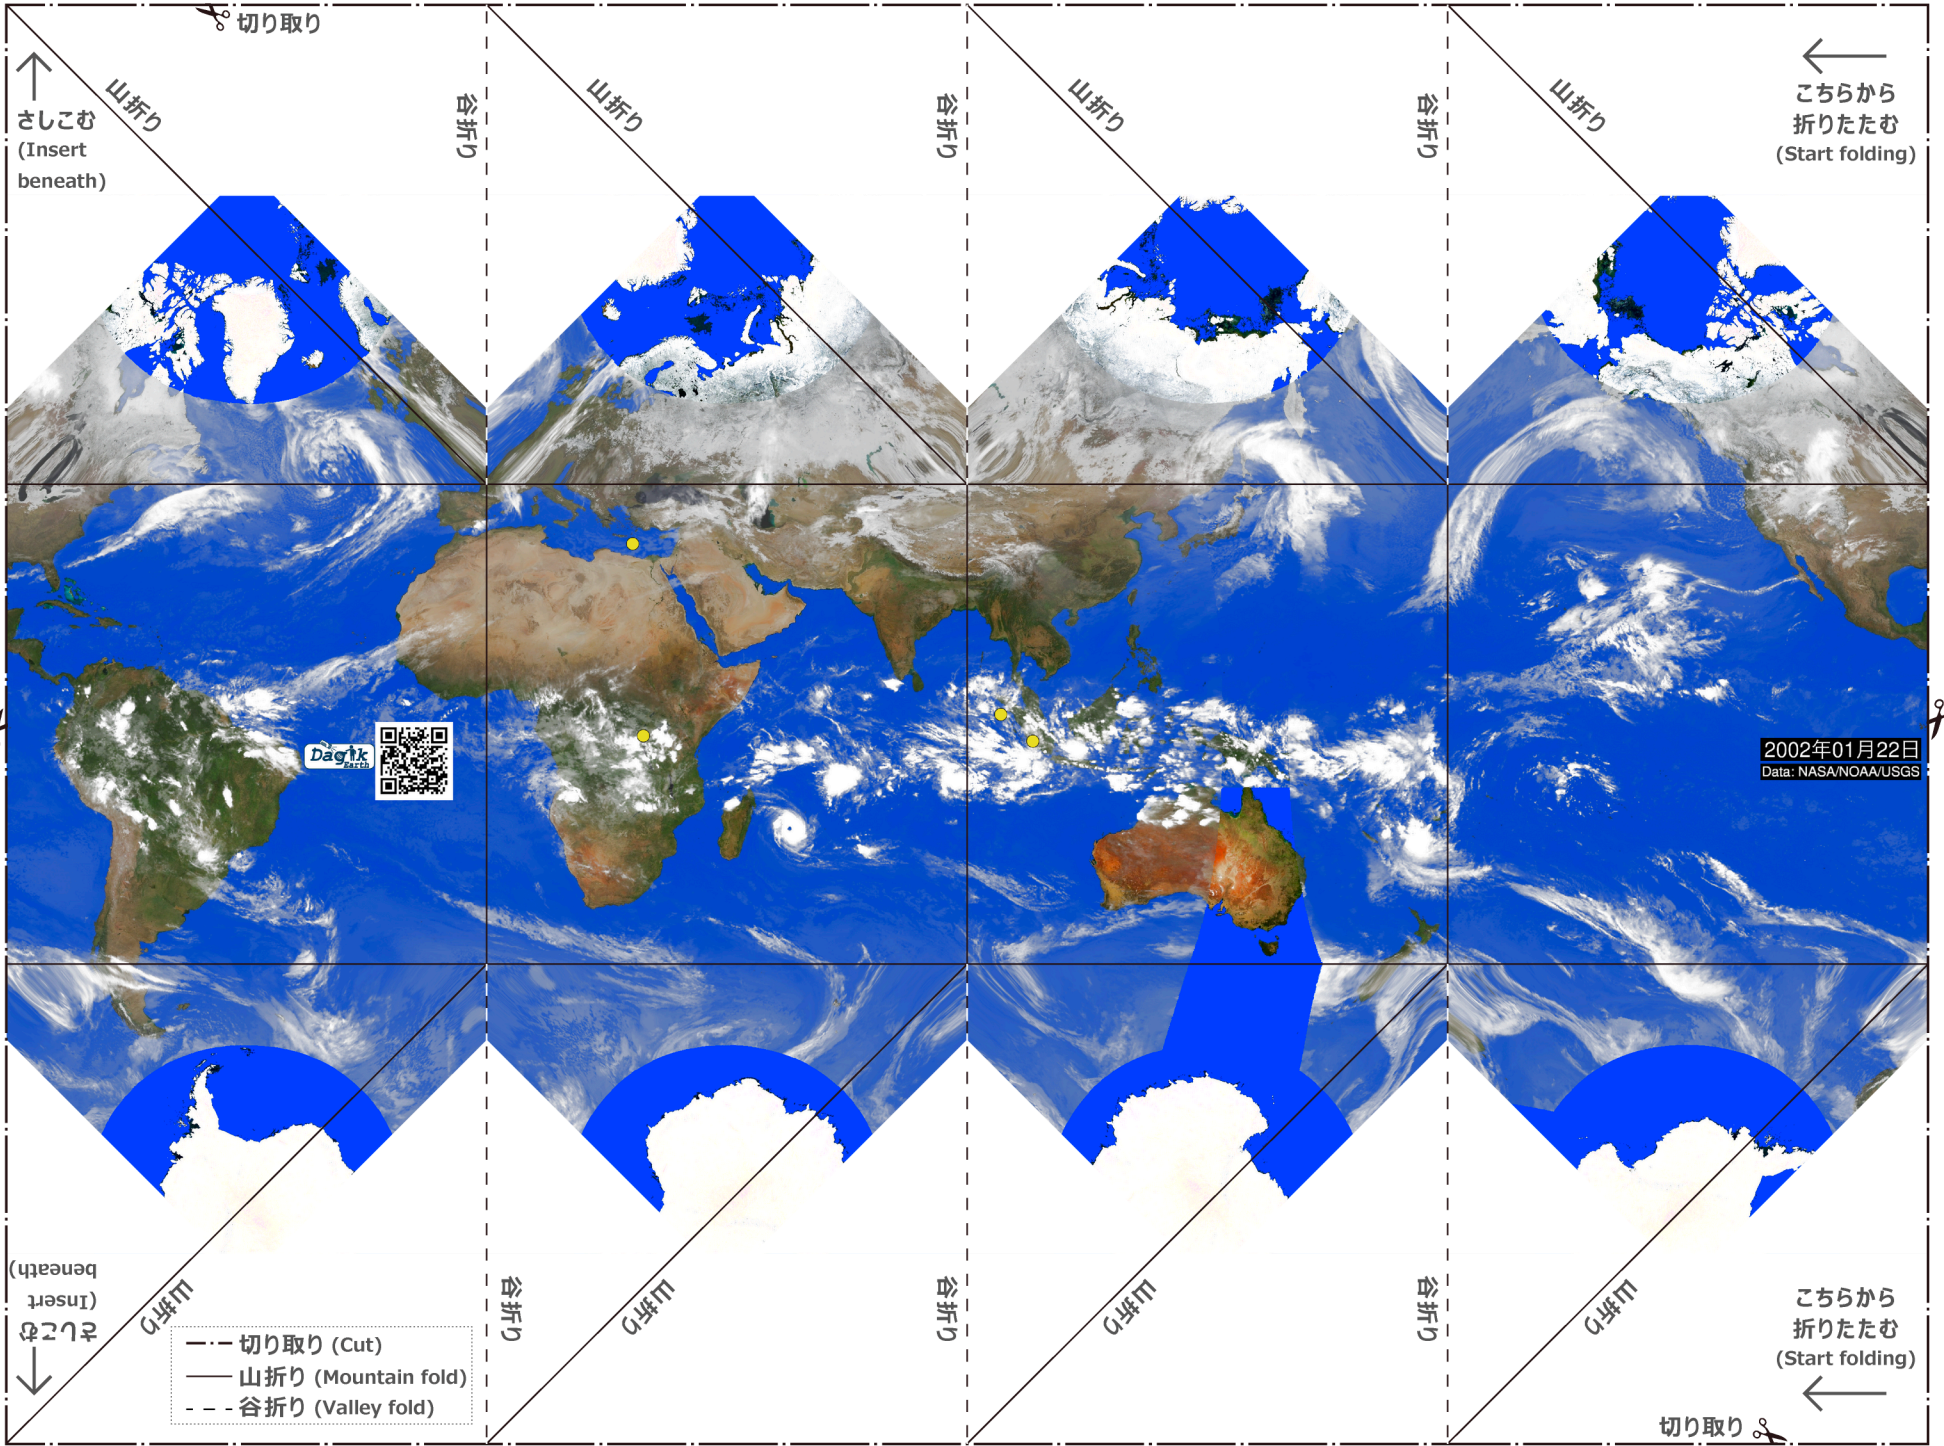 切り取り
山折り
谷折り
山折り
谷折り
山折り
谷折り
山折り
さしこむ
(Insert
beneath)
こちらから
折りたたむ
(Start folding)
Dagik
Earth
2002年01月22日
Data: NASA/NOAA/USGS
さしこむ
(Insert
beneath)
山折り
谷折り
山折り
谷折り
山折り
谷折り
山折り
切り取り (Cut)
山折り (Mountain fold)
谷折り (Valley fold)
こちらから
折りたたむ
(Start folding)
切り取り